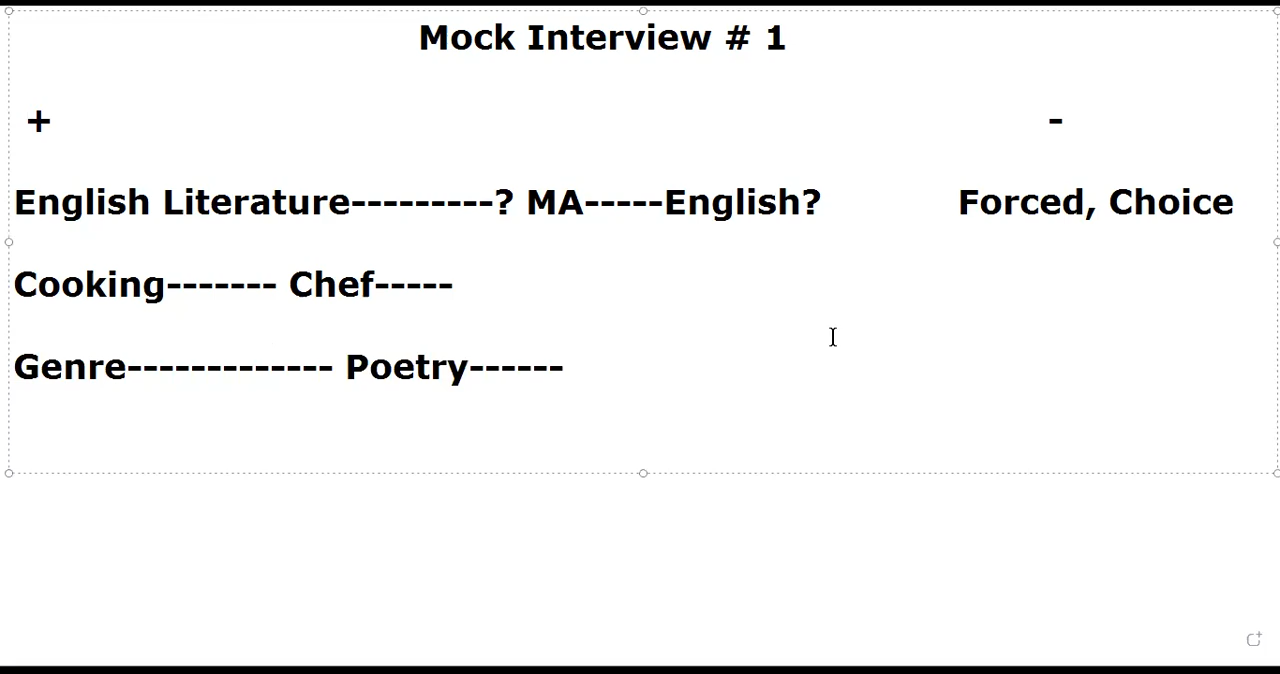 Mock Interview # 1
+ -
English Literature---------? MA-----English? Forced, Choice
Cooking------- Chef-----
Genre------------- Poetry------